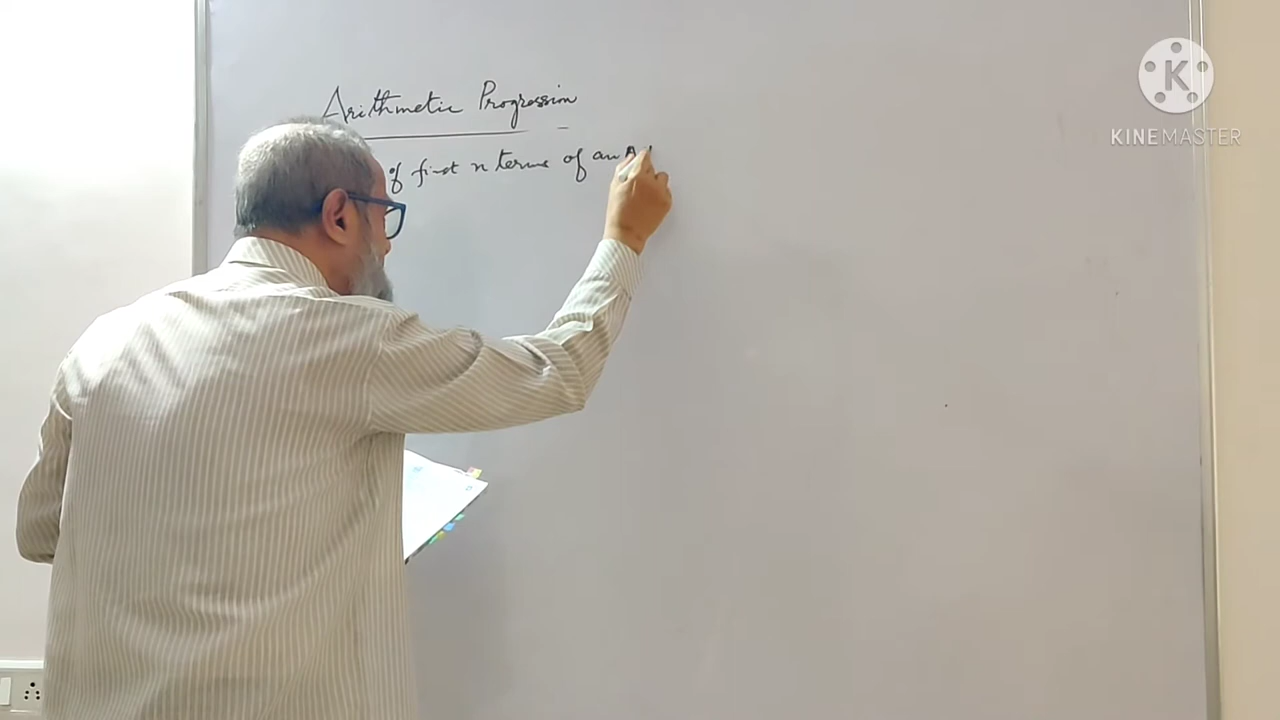 Arithmetic Progression
of first n terms of an
K
KINEMASTER